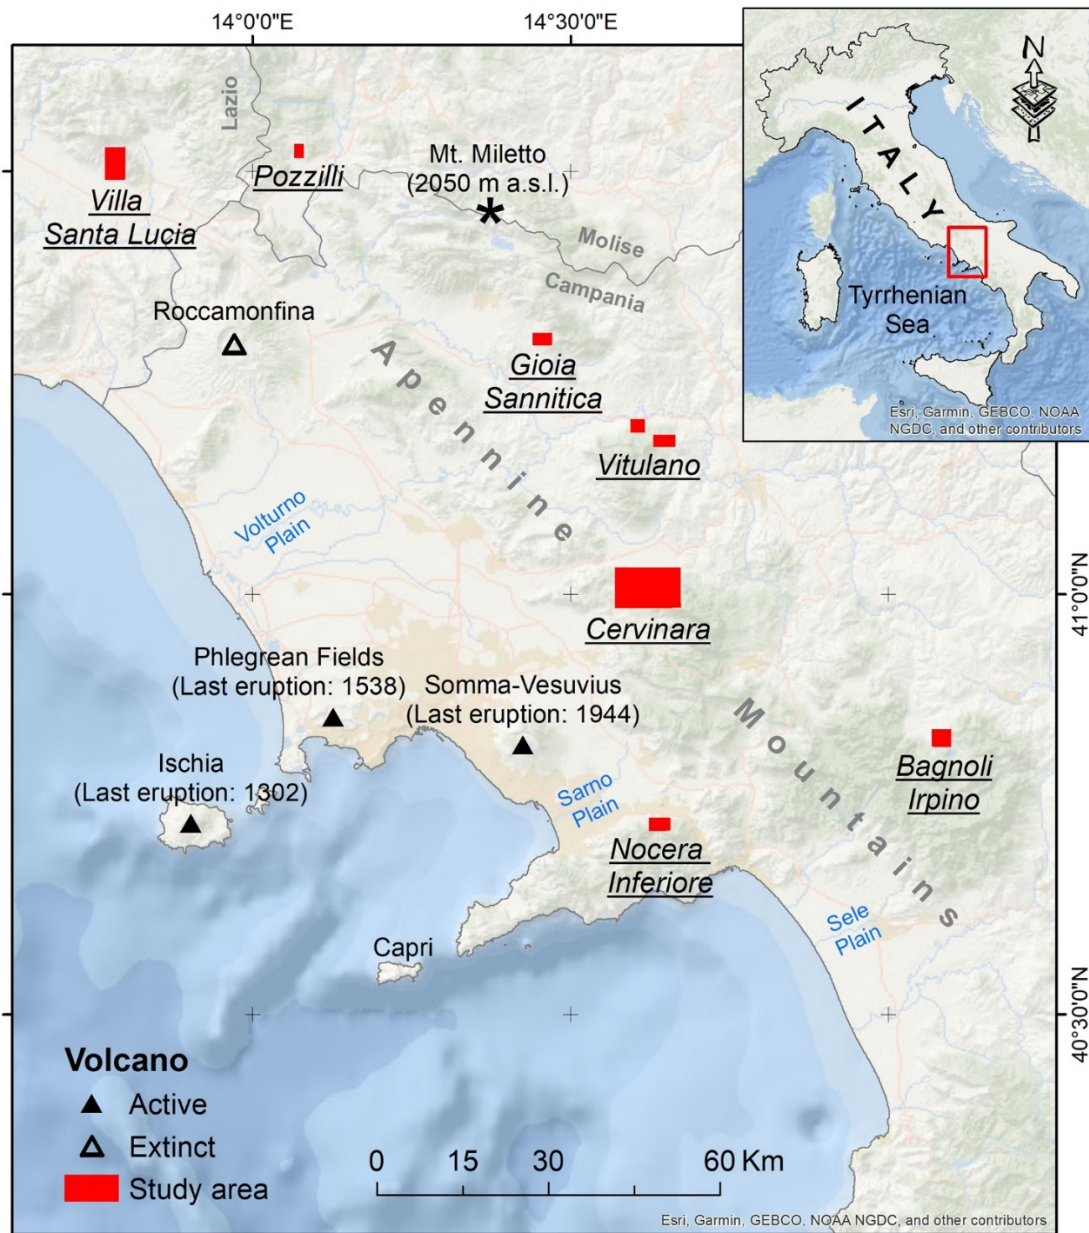 14°0'0"E
14°30'0"E
N
ITALY
Tyrrhenian
Sea
Esri, Garmin, GEBCO, NOAA
NGDC, and other contributors
Lazio
Villa
Santa Lucia
Pozzilli
Mt. Miletto
(2050 m a.s.l.)
*
Molise
Campania
Roccamonfina
Gioia
Sannitica
Apennine
Vitulano
Volturno
Plain
41°0'0"N
Cervinara
Phlegrean Fields
(Last eruption: 1538)
Somma-Vesuvius
(Last eruption: 1944)
Mountains
Ischia
(Last eruption: 1302)
Bagnoli
Irpino
Sarno
Plain
Nocera
Inferiore
Sele
Plain
Capri
40°30'0"N
Volcano
Active
Extinct
Study area
0 15 30 60 Km
Esri, Garmin, GEBCO, NOAA NGDC, and other contributors